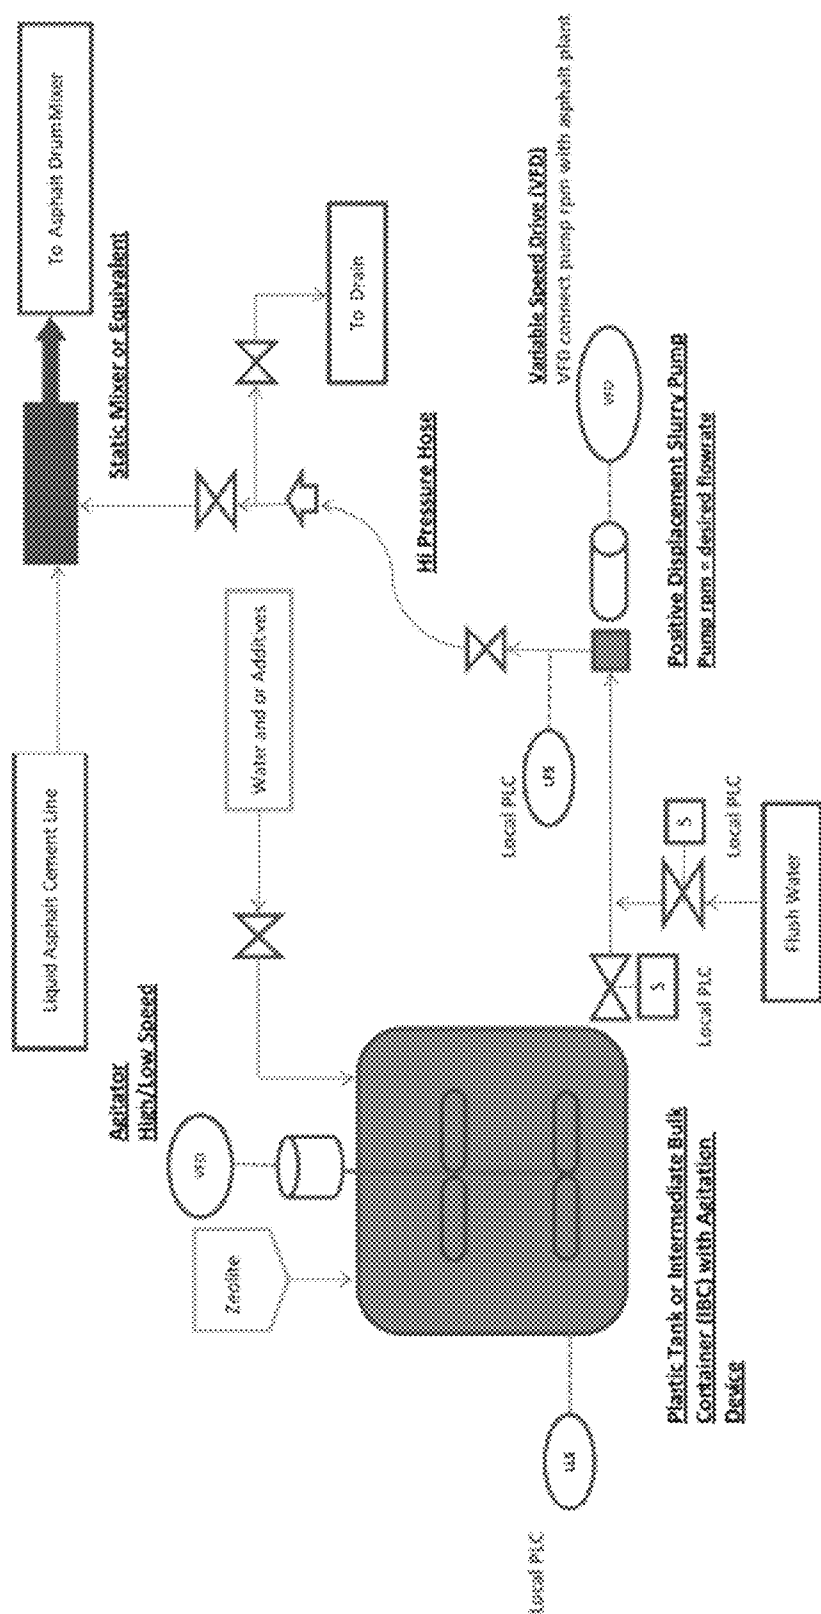 Liquid Asphalt Cement Line
To Asphalt Drum Mixer
Static Mixer or Equivalent
Agitator
High/Low Speed
VFD
Zeolite
Water and or Additives
To Drain
Hi Pressure Hose
Variable Speed Drive (VFD)
VFD connect pump rpm with asphalt plant
VFD
Local PLC
Positive Displacement Slurry Pump
Pump rpm = desired flowrate
S
Local PLC
S
Local PLC
Flush Water
Plastic Tank or Intermediate Bulk
Container (IBC) with Agitation
Device
Local PLC